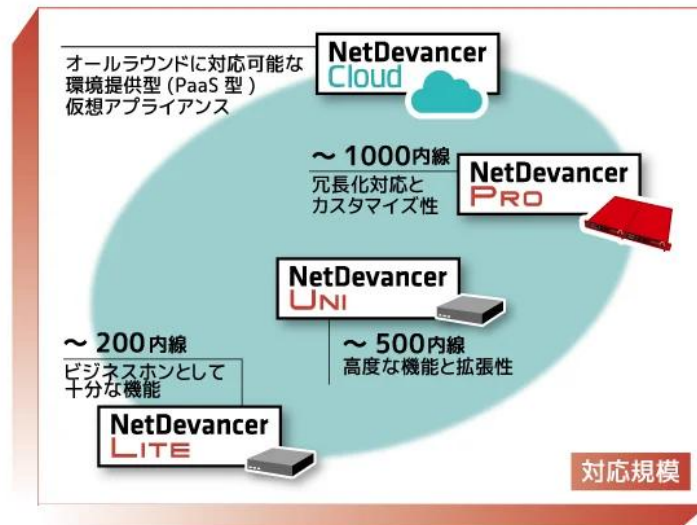 オールラウンドに対応可能な
環境提供型 (PaaS 型 )
仮想アプライアンス
NetDevancer
Cloud
～ 1000内線
冗長化対応と
カスタマイズ性
NetDevancer
PRO
NetDevancer
UNI
～ 500内線
高度な機能と拡張性
～ 200内線
ビジネスホンとして
十分な機能
NetDevancer
LITE
対応規模